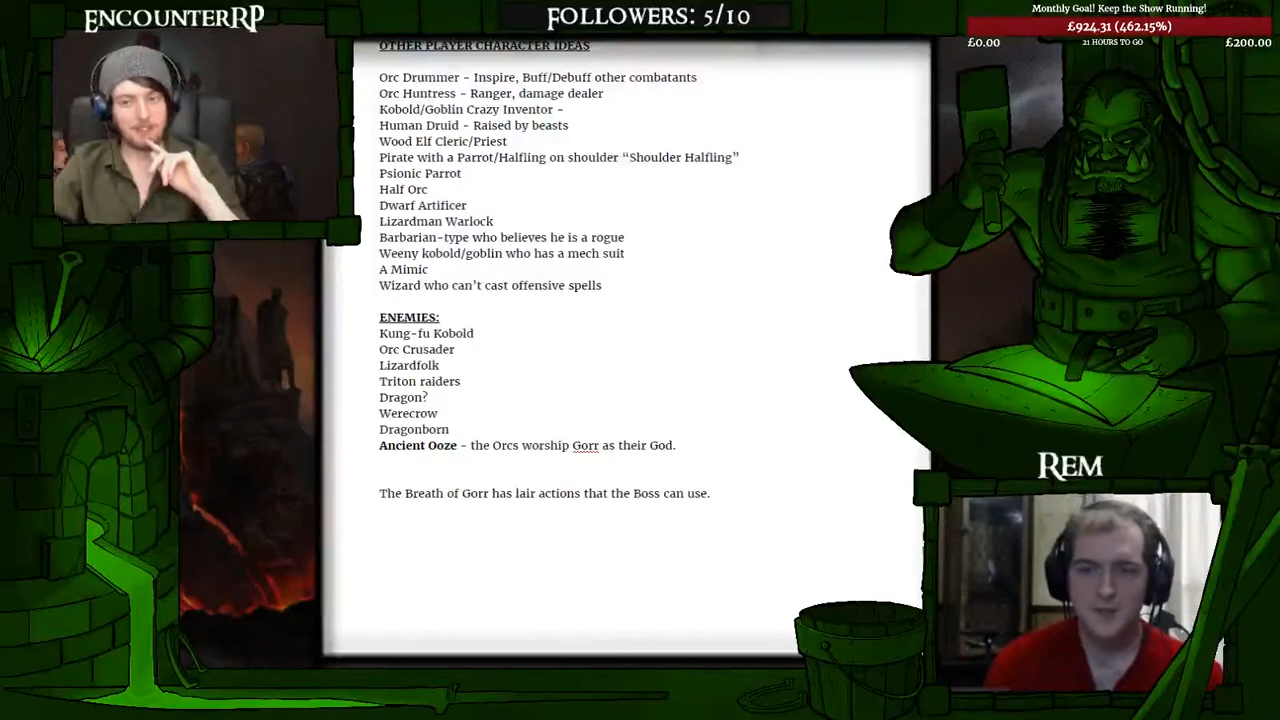 ENCOUNTERRP
FOLLOWERS: 5/10
Monthly Goal! Keep the Show Running!
£924.31 (462.15%)
£0.00
21 HOURS TO GO
£200.00
OTHER PLAYER CHARACTER IDEAS
Orc Drummer - Inspire, Buff/Debuff other combatants
Orc Huntress - Ranger, damage dealer
Kobold/Goblin Crazy Inventor -
Human Druid - Raised by beasts
Wood Elf Cleric/Priest
Pirate with a Parrot/Halfling on shoulder “Shoulder Halfling”
Psionic Parrot
Half Orc
Dwarf Artificer
Lizardman Warlock
Barbarian-type who believes he is a rogue
Weeny kobold/goblin who has a mech suit
A Mimic
Wizard who can’t cast offensive spells
ENEMIES:
Kung-fu Kobold
Orc Crusader
Lizardfolk
Triton raiders
Dragon?
Werecrow
Dragonborn
Ancient Ooze - the Orcs worship Gorr as their God.
The Breath of Gorr has lair actions that the Boss can use.
REM